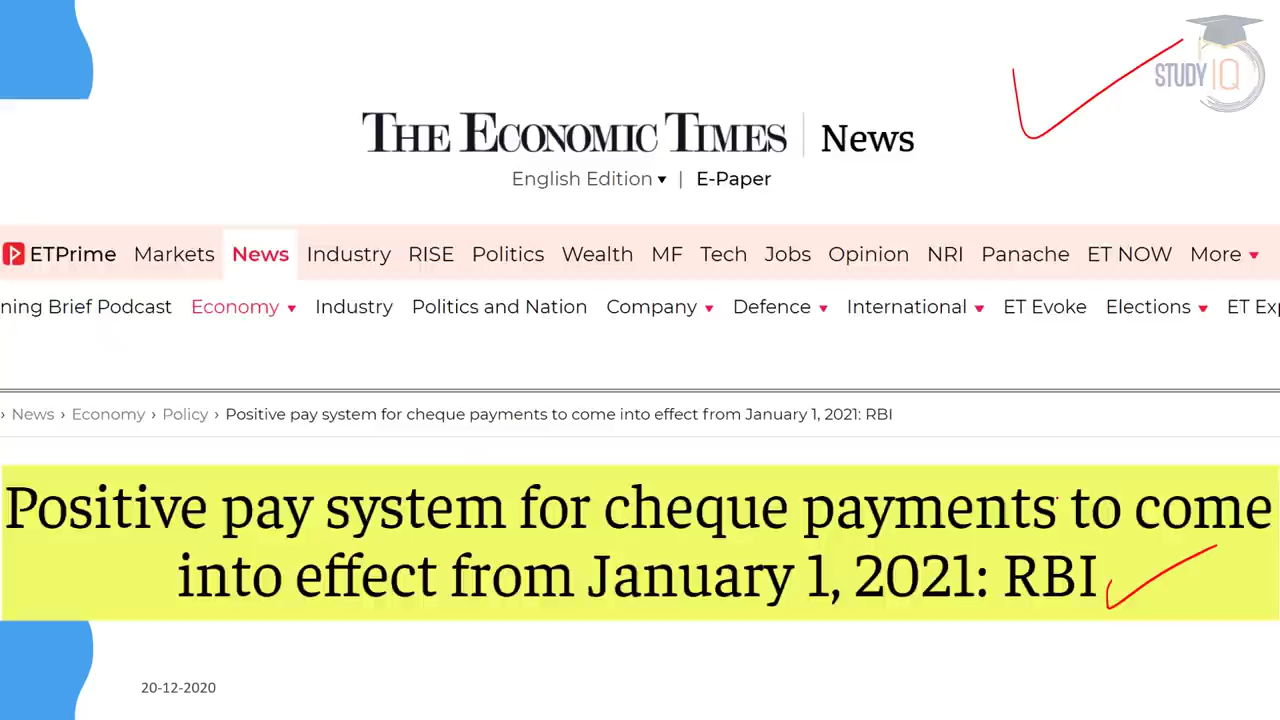 STUDY IQ
THE ECONOMIC TIMES | News
English Edition | E-Paper
ETPrime Markets News Industry RISE Politics Wealth MF Tech Jobs Opinion NRI Panache ET NOW More
ning Brief Podcast Economy Industry Politics and Nation Company Defence International ET Evoke Elections ET Exp
› News › Economy › Policy › Positive pay system for cheque payments to come into effect from January 1, 2021: RBI
Positive pay system for cheque payments to come
into effect from January 1, 2021: RBI
20-12-2020